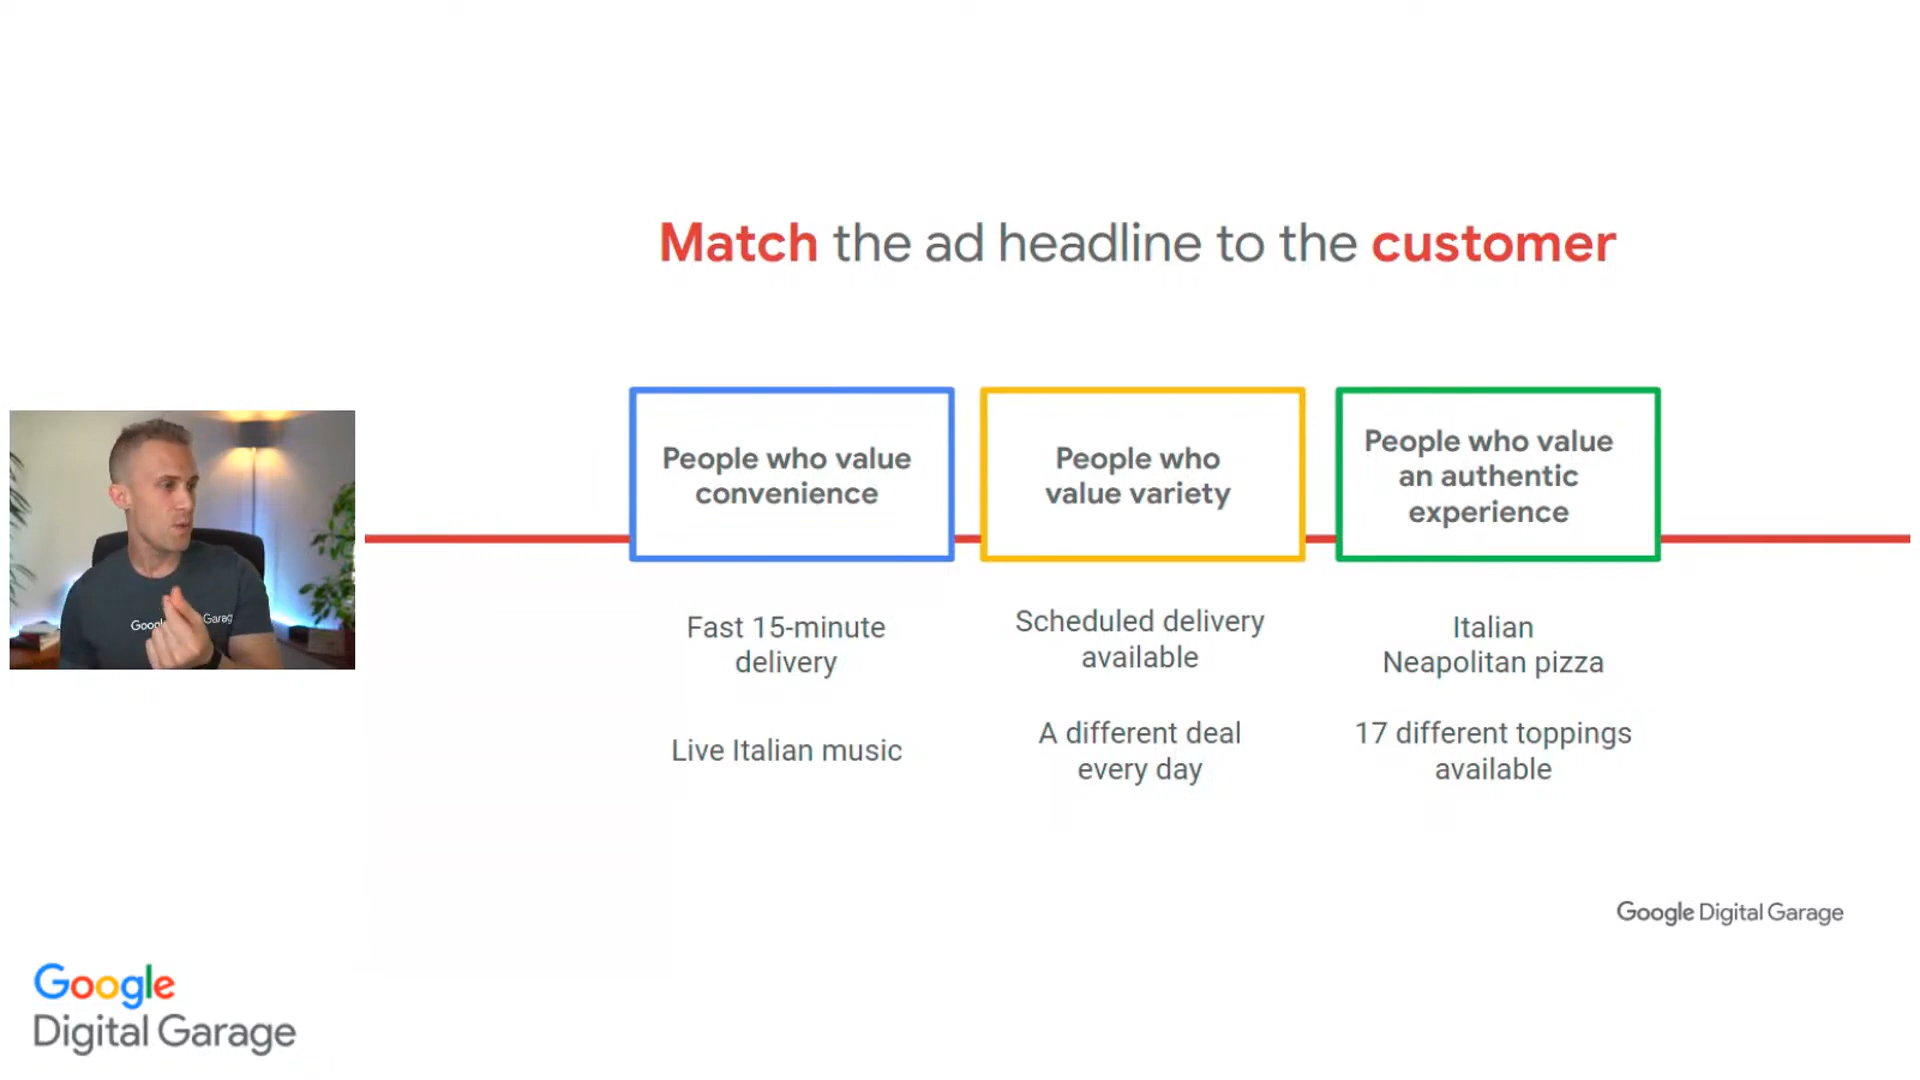 Match the ad headline to the customer
People who value
convenience
People who
value variety
People who value
an authentic
experience
Fast 15-minute
delivery
Scheduled delivery
available
Italian
Neapolitan pizza
Live Italian music
A different deal
every day
17 different toppings
available
Google Digital Garage
Google
Digital Garage